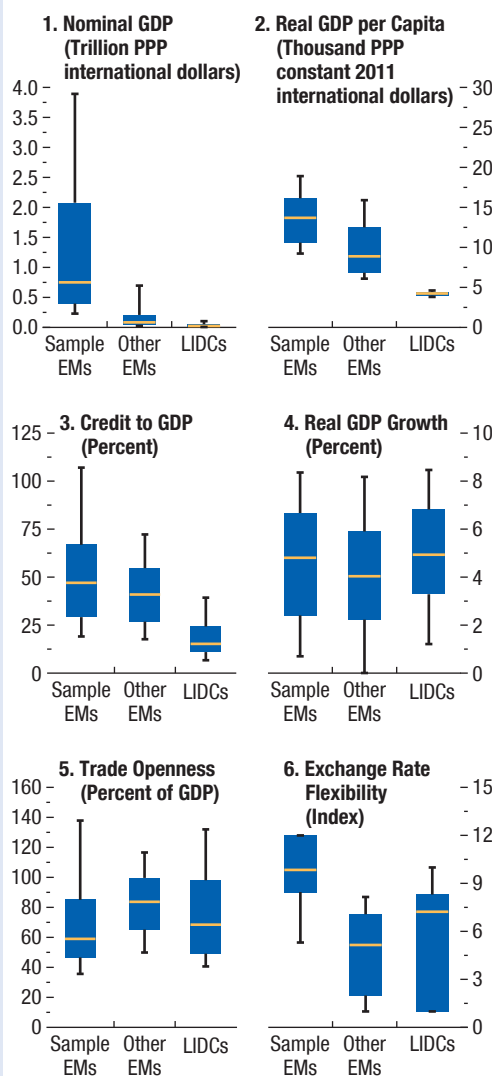 1. Nominal GDP
(Trillion PPP
international dollars)
4.0
3.5
3.0
2.5
2.0
1.5
1.0
0.5
0.0
Sample
EMs
Other
EMs
LIDCs
2. Real GDP per Capita
(Thousand PPP
constant 2011
international dollars)
30
25
20
15
10
5
0
Sample
EMs
Other
EMs
LIDCs
3. Credit to GDP
(Percent)
125
100
75
50
25
0
Sample
EMs
Other
EMs
LIDCs
4. Real GDP Growth
(Percent)
10
8
6
4
2
0
Sample
EMs
Other
EMs
LIDCs
5. Trade Openness
(Percent of GDP)
160
140
120
100
80
60
40
20
0
Sample
EMs
Other
EMs
LIDCs
6. Exchange Rate
Flexibility
(Index)
15
12
9
6
3
0
Sample
EMs
Other
EMs
LIDCs